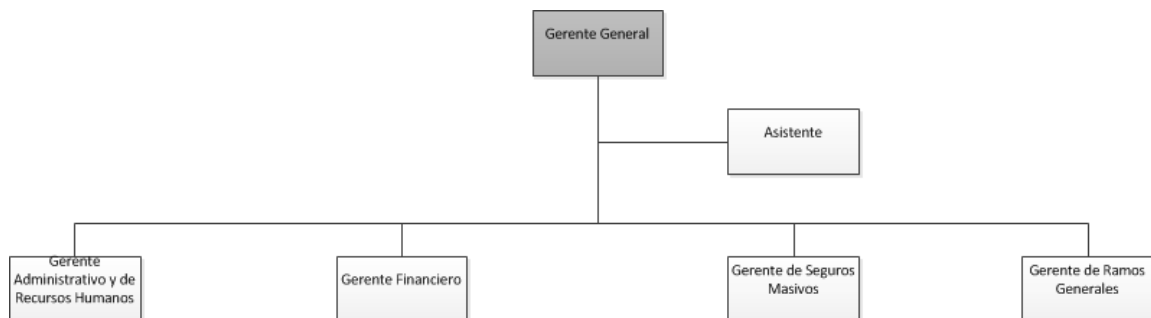 Gerente General
Asistente
Gerente
Administrativo y de
Recursos Humanos
Gerente Financiero
Gerente de Seguros
Masivos
Gerente de Ramos
Generales